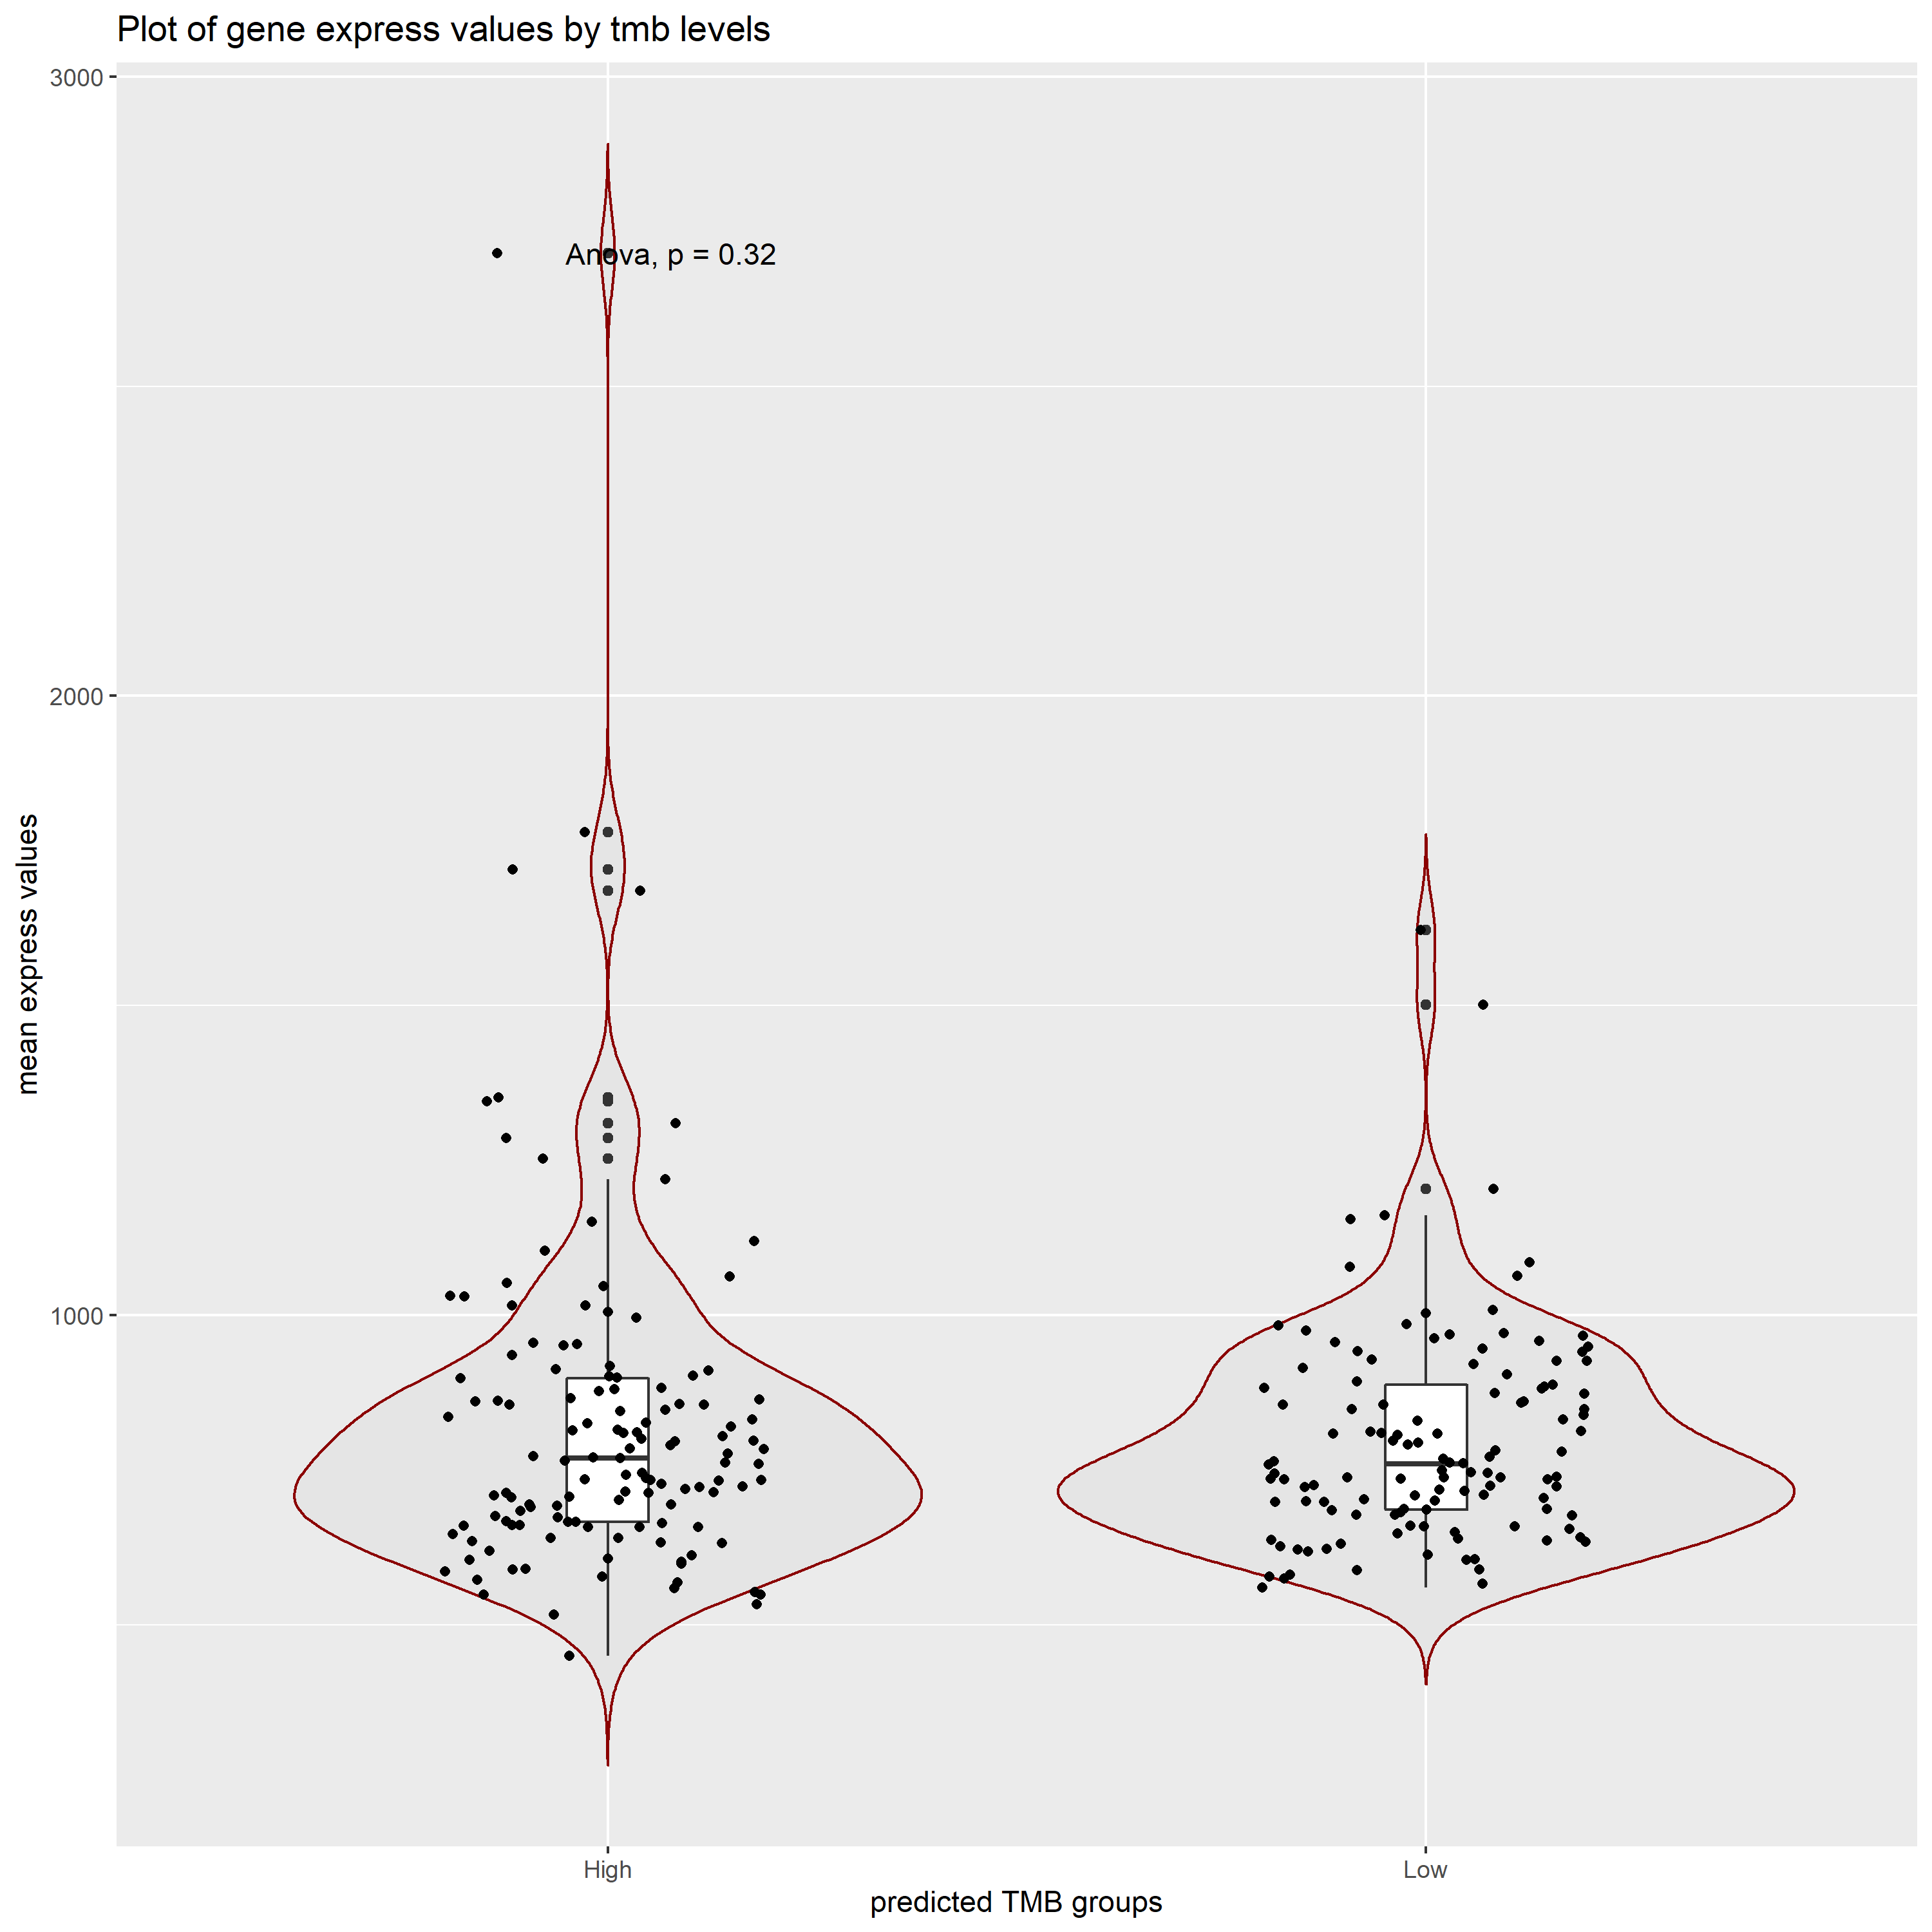 Plot of gene express values by tmb levels
3000
Anova, p = 0.32
2000
mean express values
1000
High
Low
predicted TMB groups